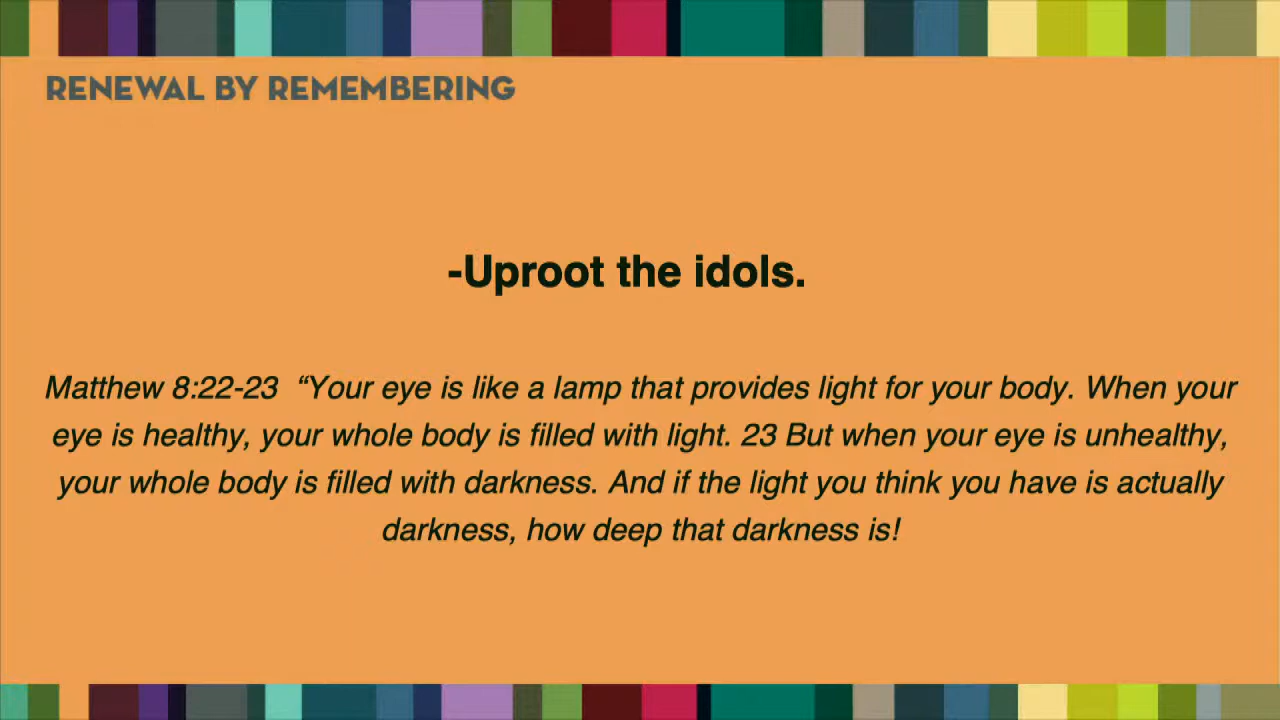 RENEWAL BY REMEMBERING
-Uproot the idols.
Matthew 8:22-23  “Your eye is like a lamp that provides light for your body. When your
eye is healthy, your whole body is filled with light. 23 But when your eye is unhealthy,
your whole body is filled with darkness. And if the light you think you have is actually
darkness, how deep that darkness is!